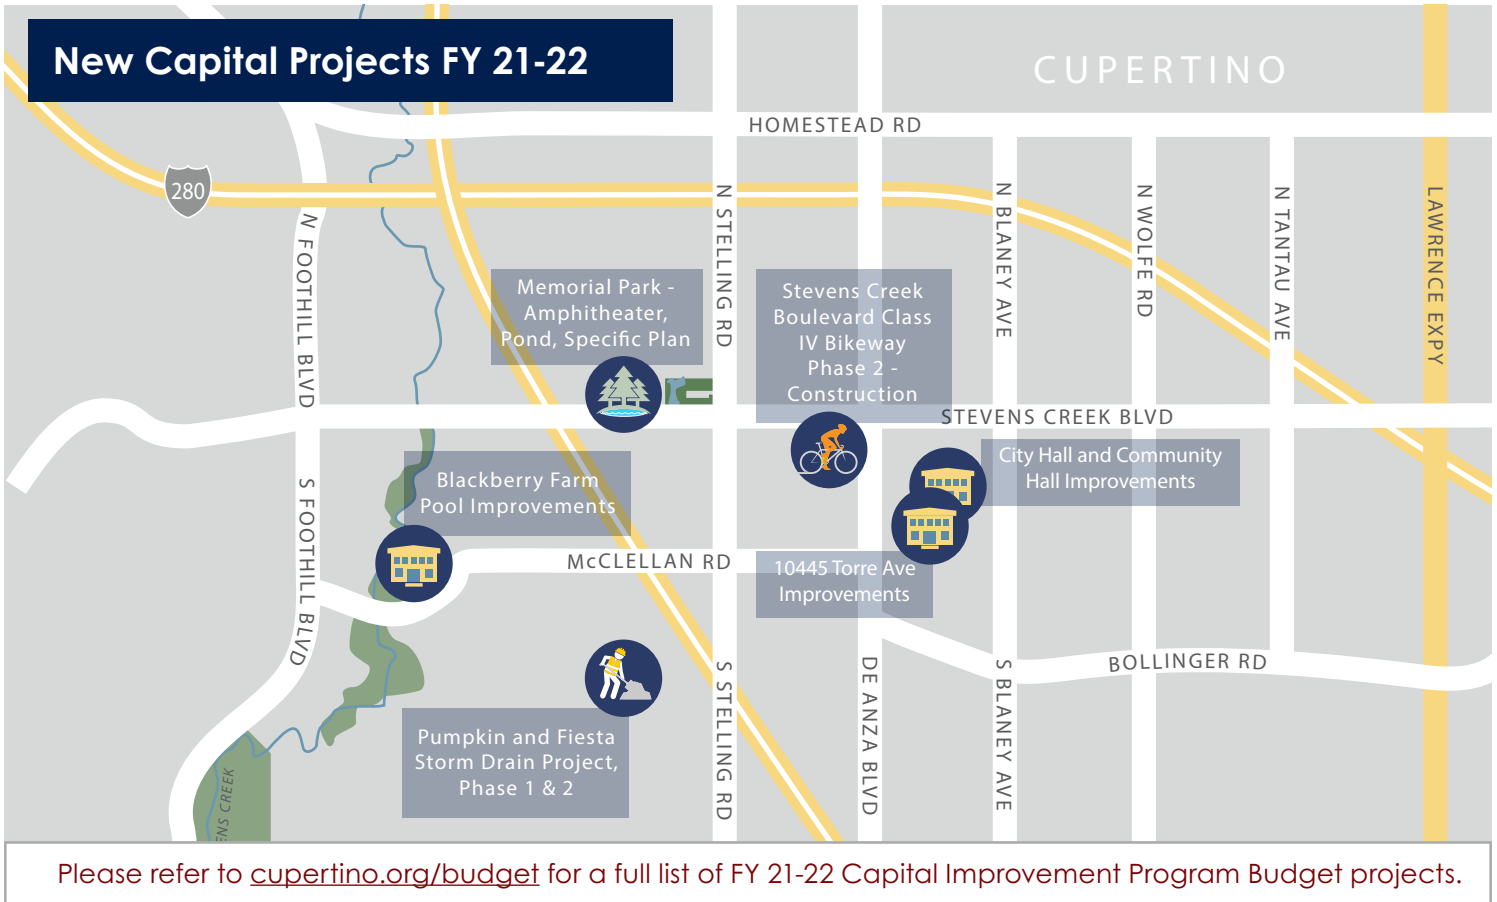 New Capital Projects FY 21-22
CUPERTINO
HOMESTEAD RD
280
N FOOTHILL BLVD
N STELLING RD
N BLANEY AVE
N WOLFE RD
N TANTAU AVE
LAWRENCE EXPY
Memorial Park -
Amphitheater,
Pond, Specific Plan
Stevens Creek
Boulevard Class
IV Bikeway
Phase 2 -
Construction
STEVENS CREEK BLVD
City Hall and Community
Hall Improvements
Blackberry Farm
Pool Improvements
S FOOTHILL BLVD
McCLELLAN RD
10445 Torre Ave
Improvements
BOLLINGER RD
S STELLING RD
DE ANZA BLVD
S BLANEY AVE
Pumpkin and Fiesta
Storm Drain Project,
Phase 1 & 2
ENS CREEK
Please refer to cupertino.org/budget for a full list of FY 21-22 Capital Improvement Program Budget projects.